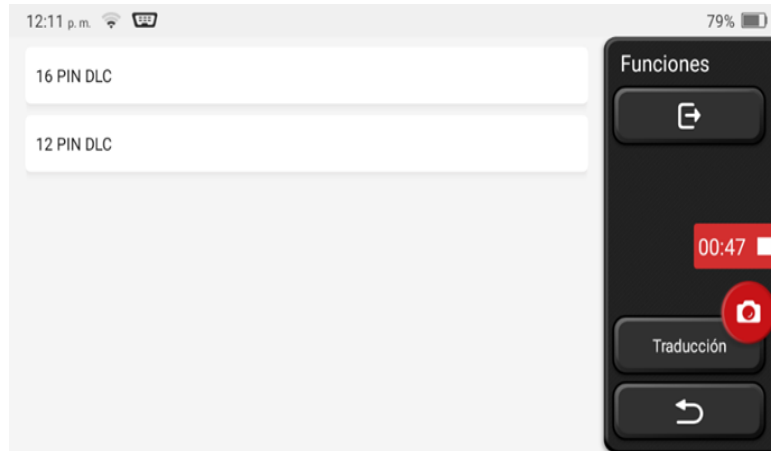 12:11 p. m.
79%
16 PIN DLC
12 PIN DLC
Funciones
00:47
Traducción